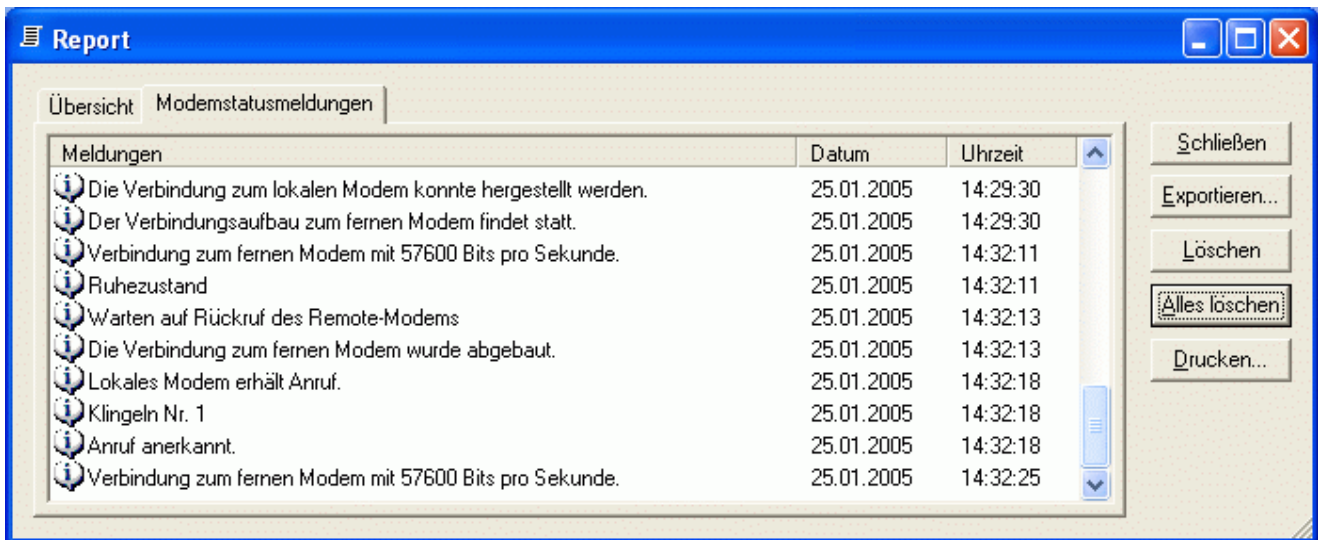 Report
Übersicht Modemstatusmeldungen
Meldungen Datum Uhrzeit
Die Verbindung zum lokalen Modem konnte hergestellt werden. 25.01.2005 14:29:30
Der Verbindungsaufbau zum fernen Modem findet statt. 25.01.2005 14:29:30
Verbindung zum fernen Modem mit 57600 Bits pro Sekunde. 25.01.2005 14:32:11
Ruhezustand 25.01.2005 14:32:11
Warten auf Rückruf des Remote-Modems 25.01.2005 14:32:13
Die Verbindung zum fernen Modem wurde abgebaut. 25.01.2005 14:32:13
Lokales Modem erhält Anruf. 25.01.2005 14:32:18
Klingeln Nr. 1 25.01.2005 14:32:18
Anruf anerkannt. 25.01.2005 14:32:18
Verbindung zum fernen Modem mit 57600 Bits pro Sekunde. 25.01.2005 14:32:25
Schließen
Exportieren...
Löschen
Alles löschen
Drucken...